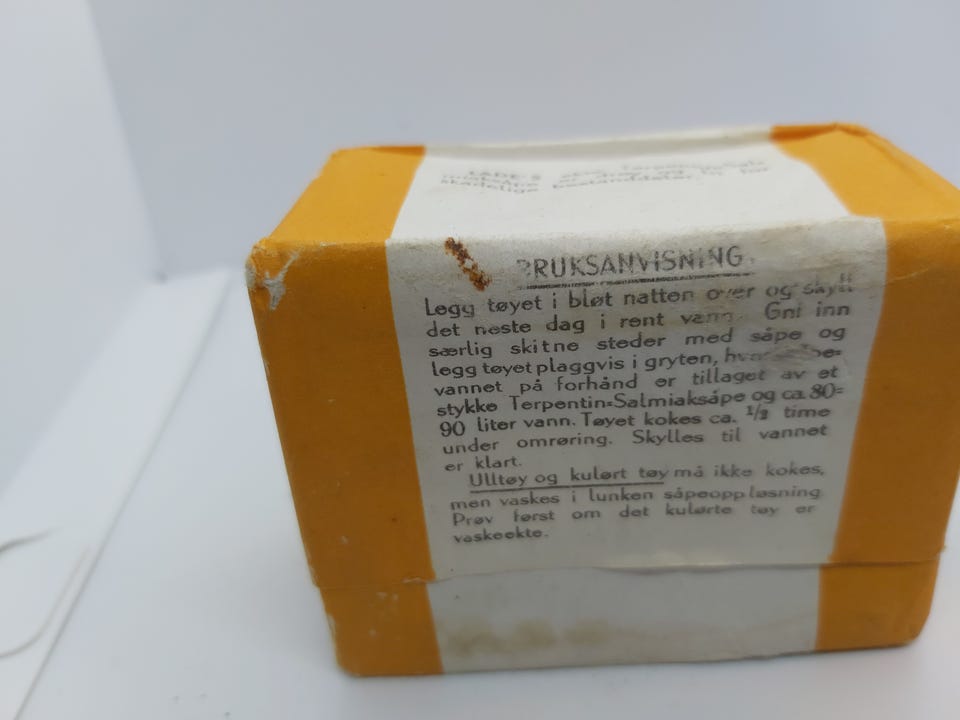 LADE'S
skadelige bestanddeler
BRUKSANVISNING.
Legg tøyet i bløt natten over og skyll
det neste dag i rent vann. Gni inn
særlig skitne steder med såpe og
legg tøyet plaggvis i gryten,
vannet på forhånd er tillaget av et
stykke Terpentin=Salmiaksåpe og ca. 80=
90 liter vann. Tøyet kokes ca. 1/2 time
under omrøring. Skylles til vannet
er klart.
Ulltøy og kulørt tøy må ikke kokes,
men vaskes i lunken såpeoppløsning.
Prøv først om det kulørte tøy er
vaskeekte.